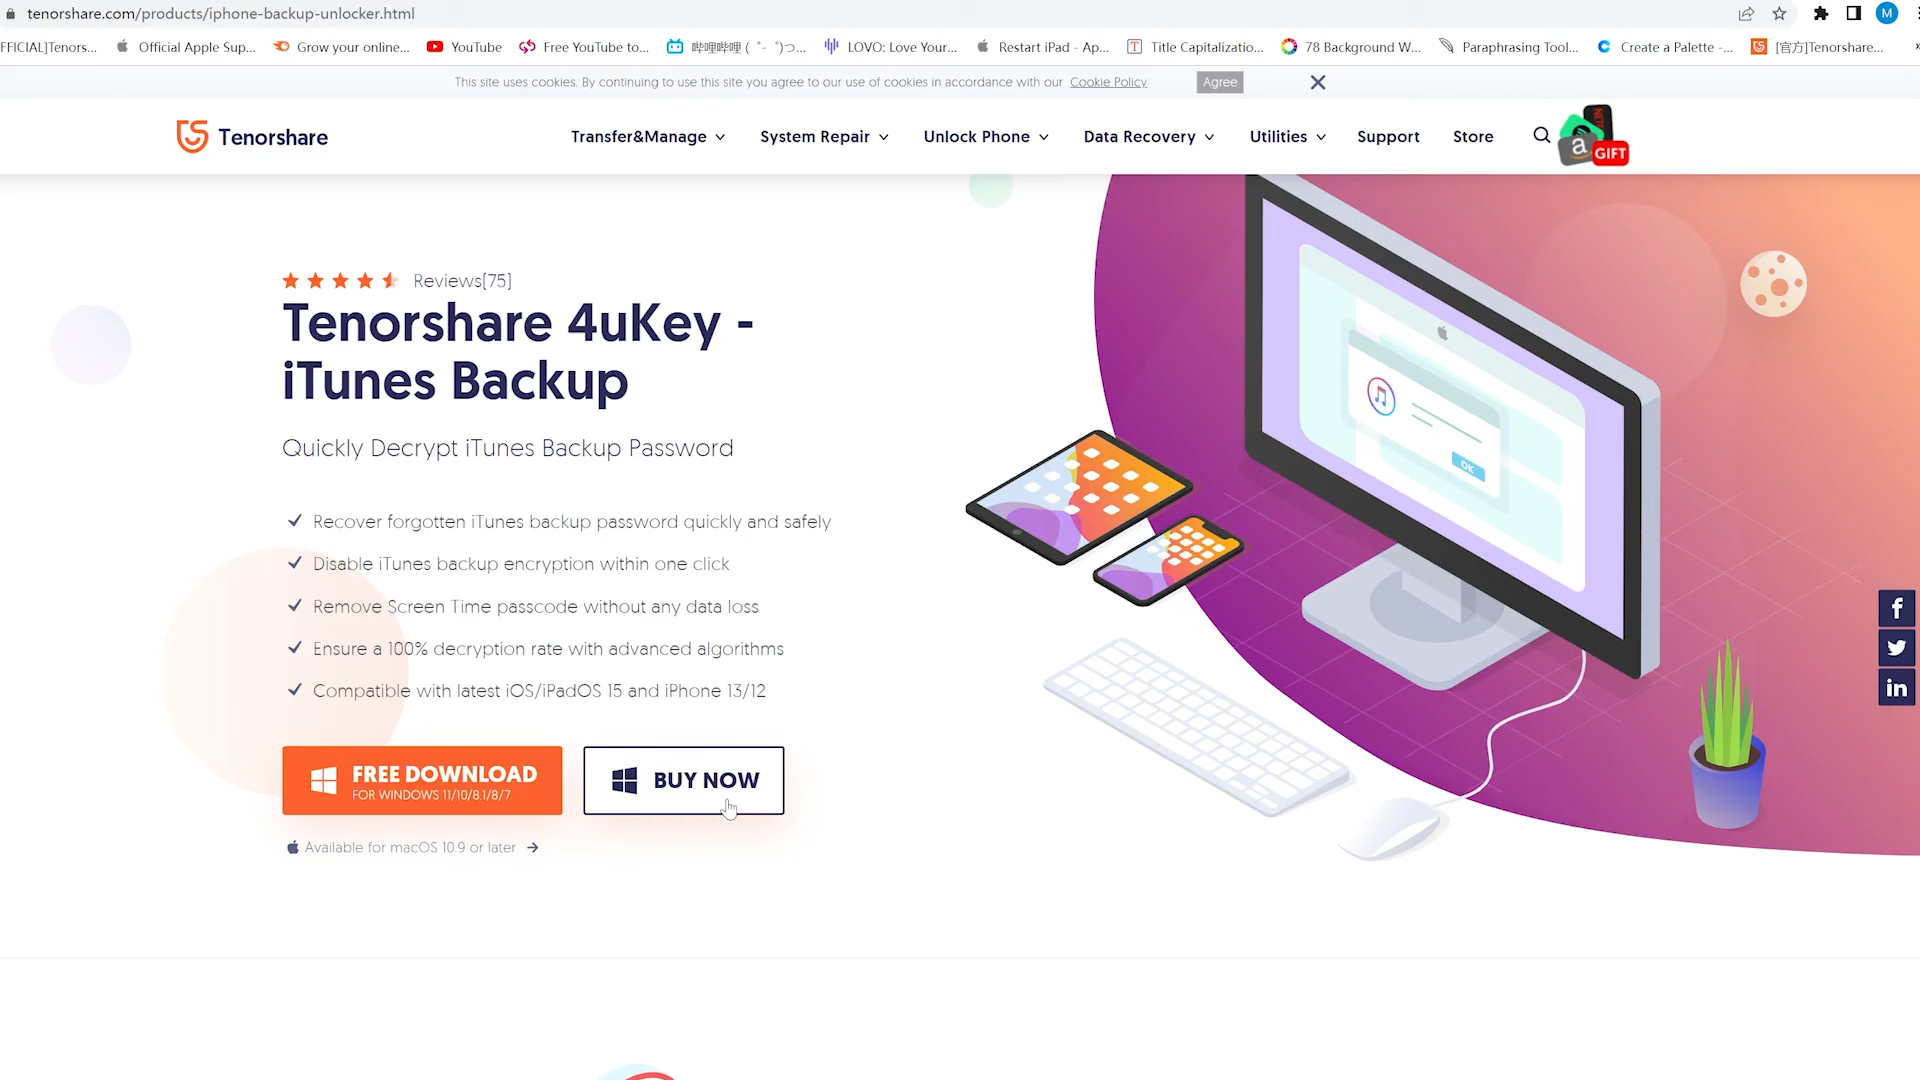 tenorshare.com/products/iphone-backup-unlocker.html
M
FFICIAL]Tenors... Official Apple Sup... Grow your online... YouTube Free YouTube to... 哔哩哔哩 ( ゜- ゜)つ... LOVO: Love Your... Restart iPad - Ap... Title Capitalizatio... 78 Background W... Paraphrasing Tool... Create a Palette -... [官方]Tenorshare...
This site uses cookies. By continuing to use this site you agree to our use of cookies in accordance with our Cookie Policy Agree
Tenorshare Transfer&Manage System Repair Unlock Phone Data Recovery Utilities Support Store
GIFT
Reviews[75]
Tenorshare 4uKey -
iTunes Backup
Quickly Decrypt iTunes Backup Password
Recover forgotten iTunes backup password quickly and safely
Disable iTunes backup encryption within one click
Remove Screen Time passcode without any data loss
Ensure a 100% decryption rate with advanced algorithms
Compatible with latest iOS/iPadOS 15 and iPhone 13/12
FREE DOWNLOAD
FOR WINDOWS 11/10/8.1/8/7
BUY NOW
Available for macOS 10.9 or later
OK